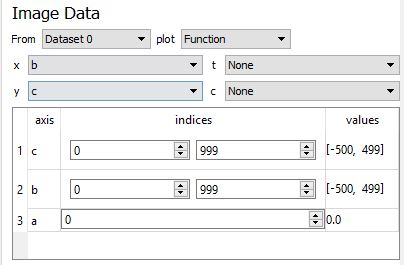 Image Data
From Dataset 0 plot Function
x b t None
y c c None
axis indices values
1 c 0 999 [-500, 499]
2 b 0 999 [-500, 499]
3 a 0 0.0